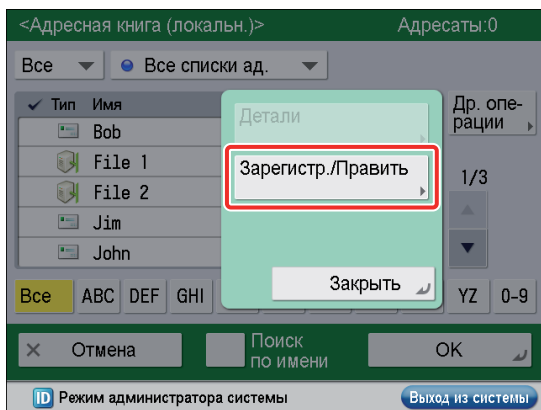 <Адресная книга (локальн.)> Адресаты:0
Все Все списки ад.
Тип Имя
Др. опе-
рации
Детали
Bob
File 1
Зарегистр./Править
1/3
File 2
Jim
John
Закрыть
Все ABC DEF GHI YZ 0-9
Отмена
Поиск
по имени
OK
ID Режим администратора системы Выход из системы